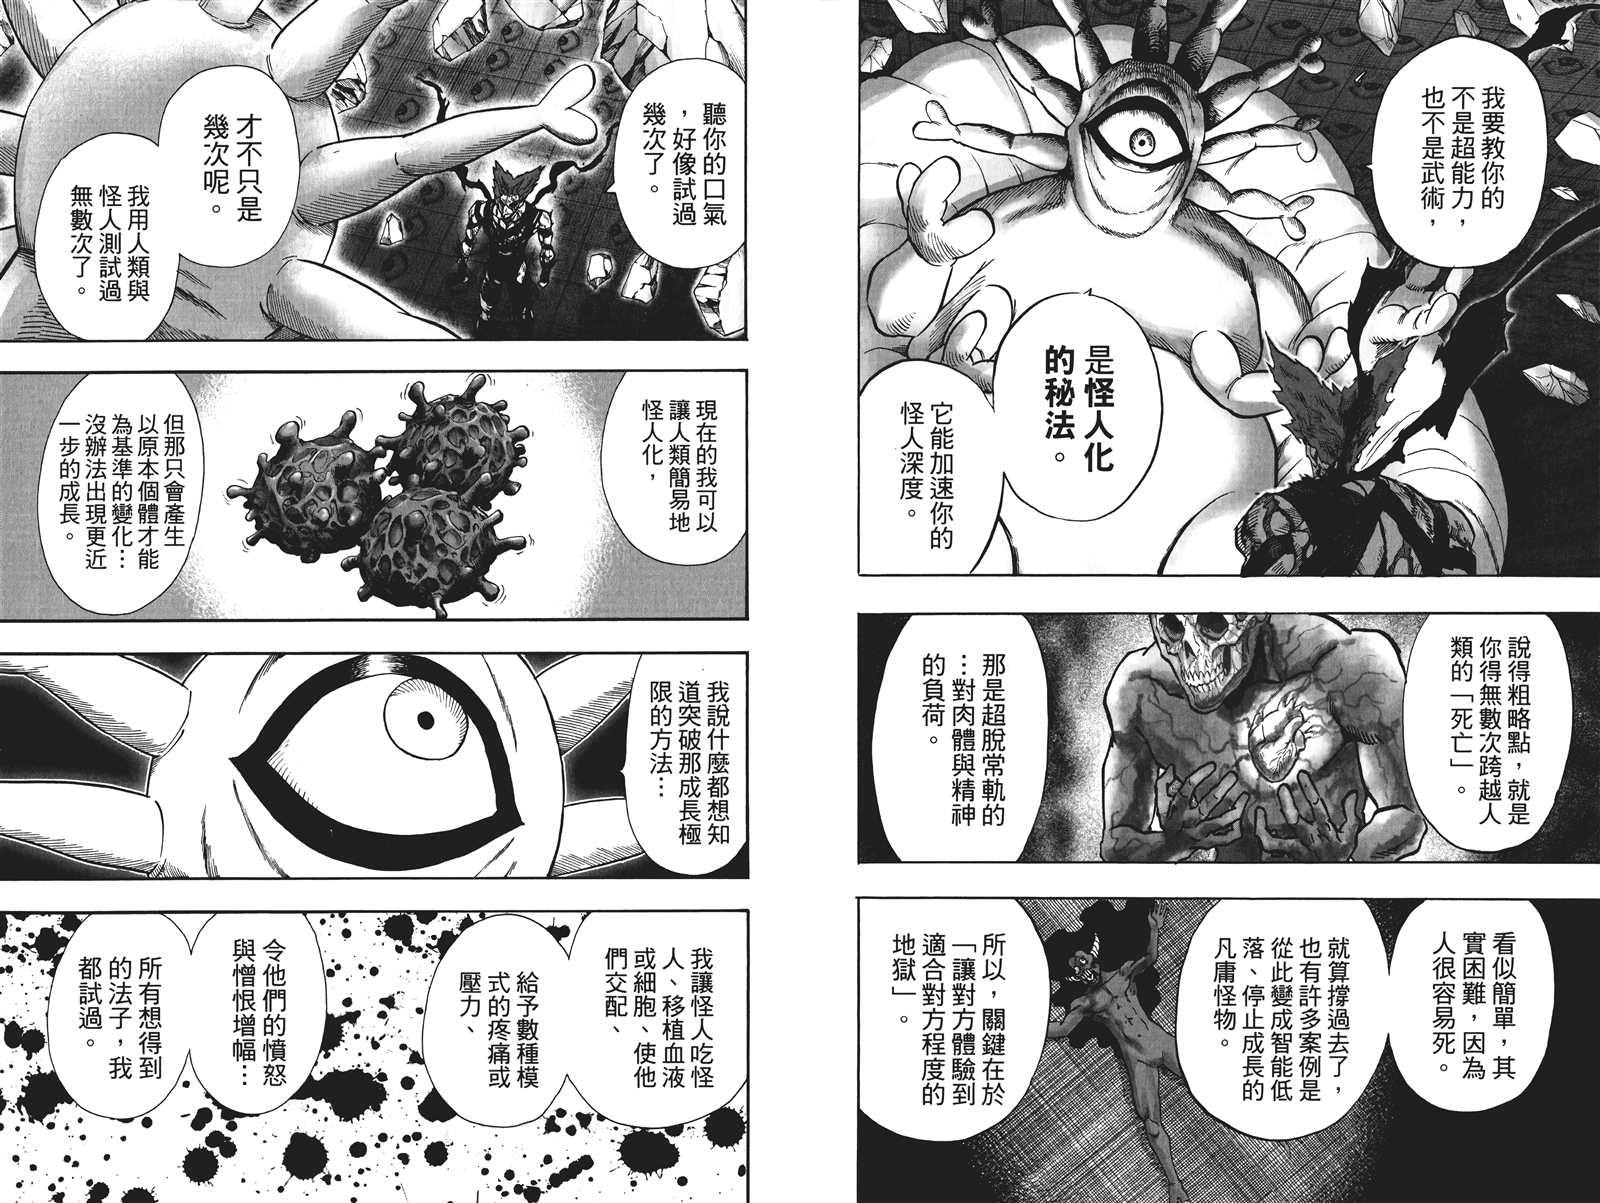 我要教你的
不是超能力，
也不是武術，
是怪人化
的秘法。
它能加速你的
怪人深度。
說得粗略點，就是
你得無數次跨越人
類的「死亡」。
那是超脫常軌的
…對肉體與精神
的負荷。
看似簡單，其
實困難，因為
人很容易死。
就算撐過去了，
也有許多案例是
從此變成智能低
落、停止成長的
凡庸怪物。
所以，關鍵在於
「讓對方體驗到
適合對方程度的
地獄」。
聽你的口氣
，好像試過
幾次了。
才不只是
幾次呢。
我用人類與
怪人測試過
無數次了。
現在的我可以
讓人類簡易地
怪人化，
但那只會產生
以原本個體才能
為基準的變化…
沒辦法出現更近
一步的成長。
我說什麼都想知
道突破那成長極
限的方法…
我讓怪人吃怪
人、移植血液
或細胞、使他
們交配、
給予數種模
式的疼痛或
壓力、
令他們的憤怒
與憎恨增幅…
所有想得到
的法子，我
都試過。